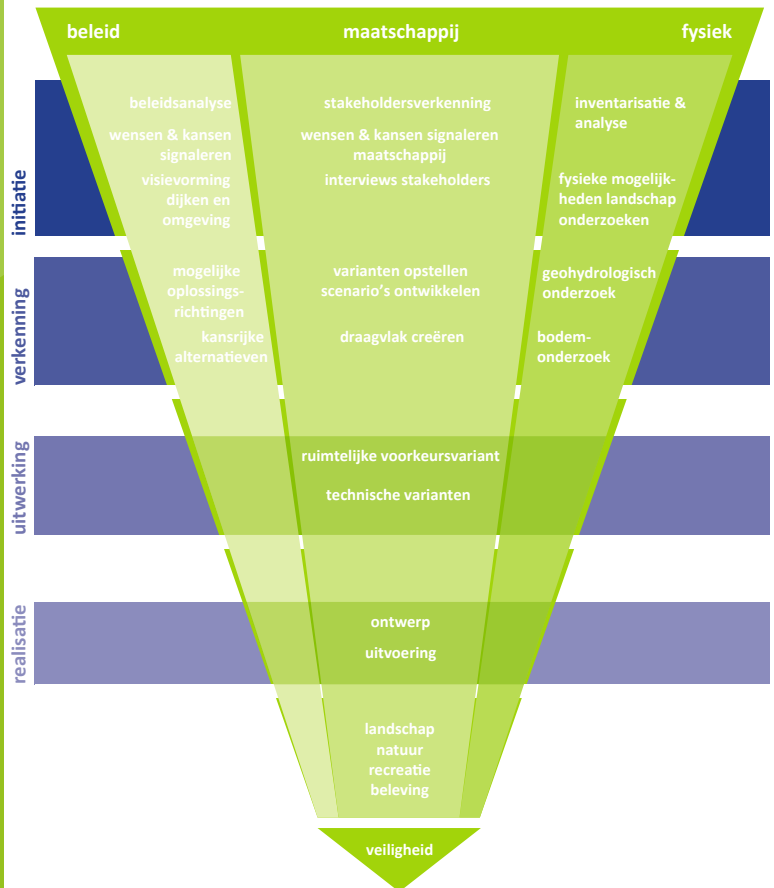 beleid
maatschappij
fysiek
initiatie
beleidsanalyse
wensen & kansen
signaleren
visievorming
dijken en
omgeving
stakeholdersverkenning
wensen & kansen signaleren
maatschappij
interviews stakeholders
inventarisatie &
analyse
fysieke mogelijk-
heden landschap
onderzoeken
verkenning
mogelijke
oplossings-
richtingen
kansrijke
alternatieven
varianten opstellen
scenario's ontwikkelen
draagvlak creëren
geohydrologisch
onderzoek
bodem-
onderzoek
uitwerking
ruimtelijke voorkeursvariant
technische varianten
realisatie
ontwerp
uitvoering
landschap
natuur
recreatie
beleving
veiligheid